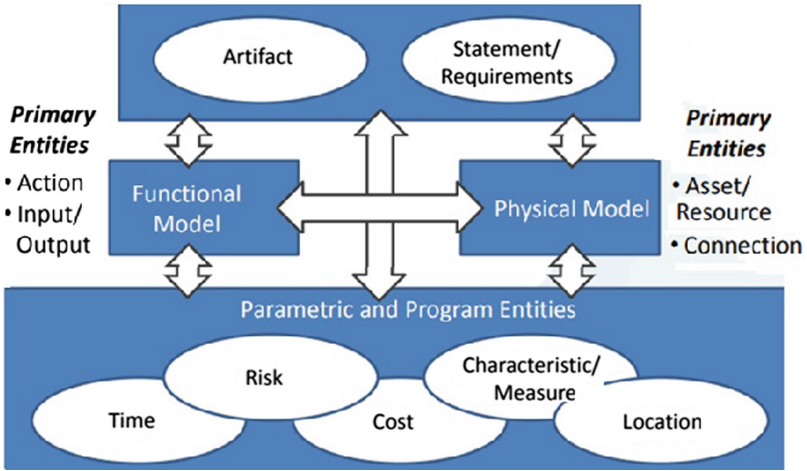 Artifact
Statement/
Requirements
Primary
Entities
• Action
• Input/
Output
Functional
Model
Physical Model
Primary
Entities
• Asset/
Resource
• Connection
Parametric and Program Entities
Risk
Characteristic/
Measure
Time
Cost
Location